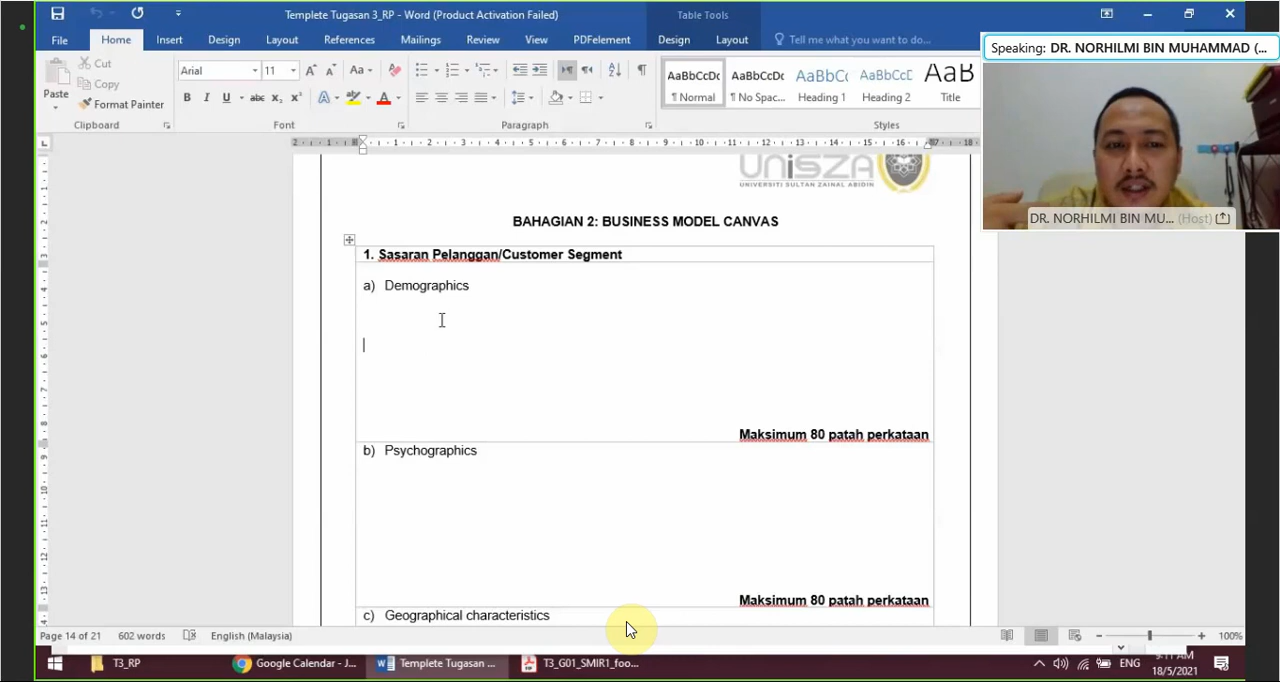 Templete Tugasan 3_RP - Word (Product Activation Failed)
Table Tools
File
Home
Insert
Design
Layout
References
Mailings
Review
View
PDFelement
Design
Layout
Tell me what you want to do...
Speaking: DR. NORHILMI BIN MUHAMMAD (...
Paste
Cut
Copy
Format Painter
Clipboard
Arial
11
Font
Paragraph
AaBbCcDc
¶ Normal
AaBbCcDc
¶ No Spac...
AaBbCc
Heading 1
AaBbCcE
Heading 2
AaB
Title
Styles
DR. NORHILMI BIN MU... (Host)
UNISZA
UNIVERSITI SULTAN ZAINAL ABIDIN
BAHAGIAN 2: BUSINESS MODEL CANVAS
1. Sasaran Pelanggan/Customer Segment
a) Demographics
Maksimum 80 patah perkataan
b) Psychographics
Maksimum 80 patah perkataan
c) Geographical characteristics
Page 14 of 21
602 words
English (Malaysia)
100%
T3_RP
Google Calendar - J...
Templete Tugasan ...
T3_G01_SMIR1_foo...
ENG
9:11 AM
18/5/2021